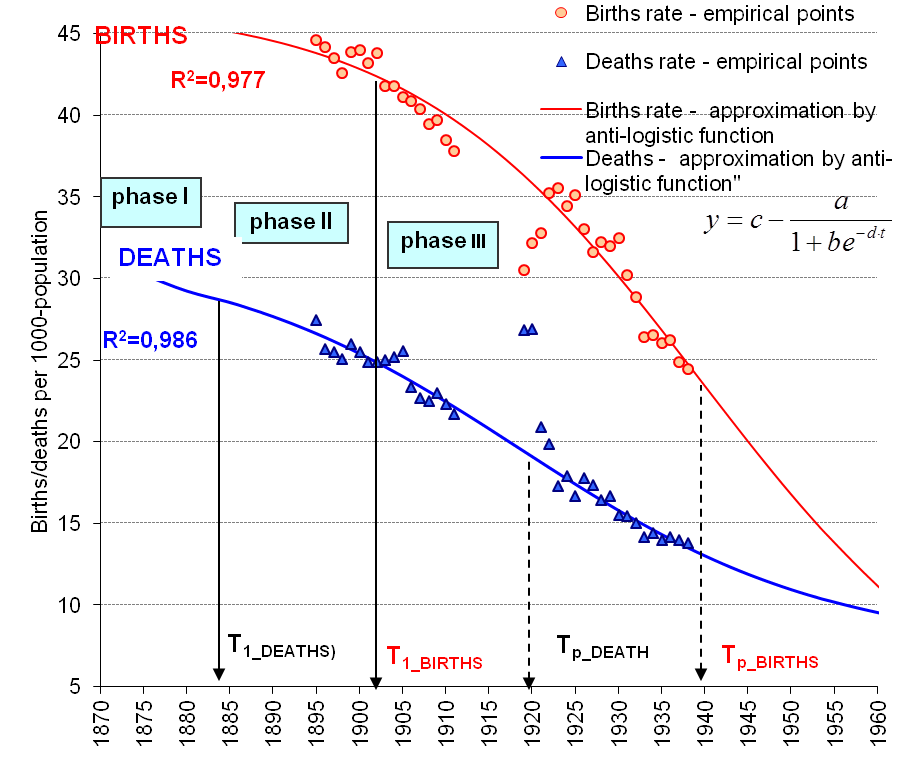 Births rate - empirical points
Deaths rate - empirical points
Births rate - approximation by
anti-logistic function
Deaths - approximation by anti-
logistic function"
y = c - a / (1 + be^{-d·t})
BIRTHS
R²=0,977
phase I
phase II
phase III
DEATHS
R²=0,986
Births/deaths per 1000-population
45
40
35
30
25
20
15
10
5
T1_DEATHS)
T1_BIRTHS
Tp_DEATH
Tp_BIRTHS
1870
1875
1880
1885
1890
1895
1900
1905
1910
1915
1920
1925
1930
1935
1940
1945
1950
1955
1960